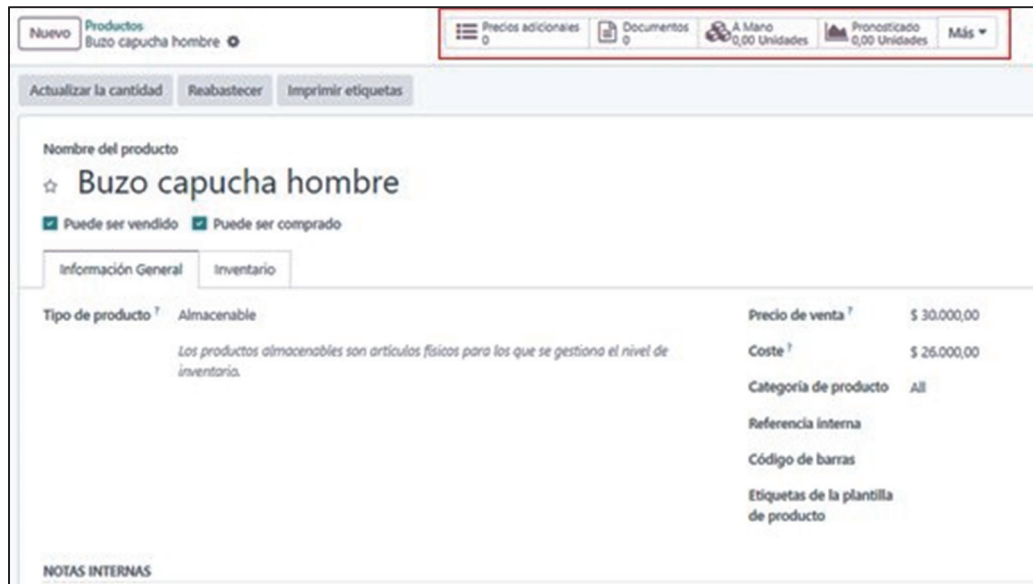 Nuevo
Productos
Buzo capucha hombre
Precios adicionales
0
Documentos
0
A Mano
0,00 Unidades
Pronosticado
0,00 Unidades
Más
Actualizar la cantidad Reabastecer Imprimir etiquetas
Nombre del producto
Buzo capucha hombre
Puede ser vendido Puede ser comprado
Información General Inventario
Tipo de producto ? Almacenable
Los productos almacenables son artículos físicos para los que se gestiona el nivel de
inventario.
Precio de venta ? $ 30.000,00
Coste ? $ 26.000,00
Categoría de producto All
Referencia interna
Código de barras
Etiquetas de la plantilla
de producto
NOTAS INTERNAS